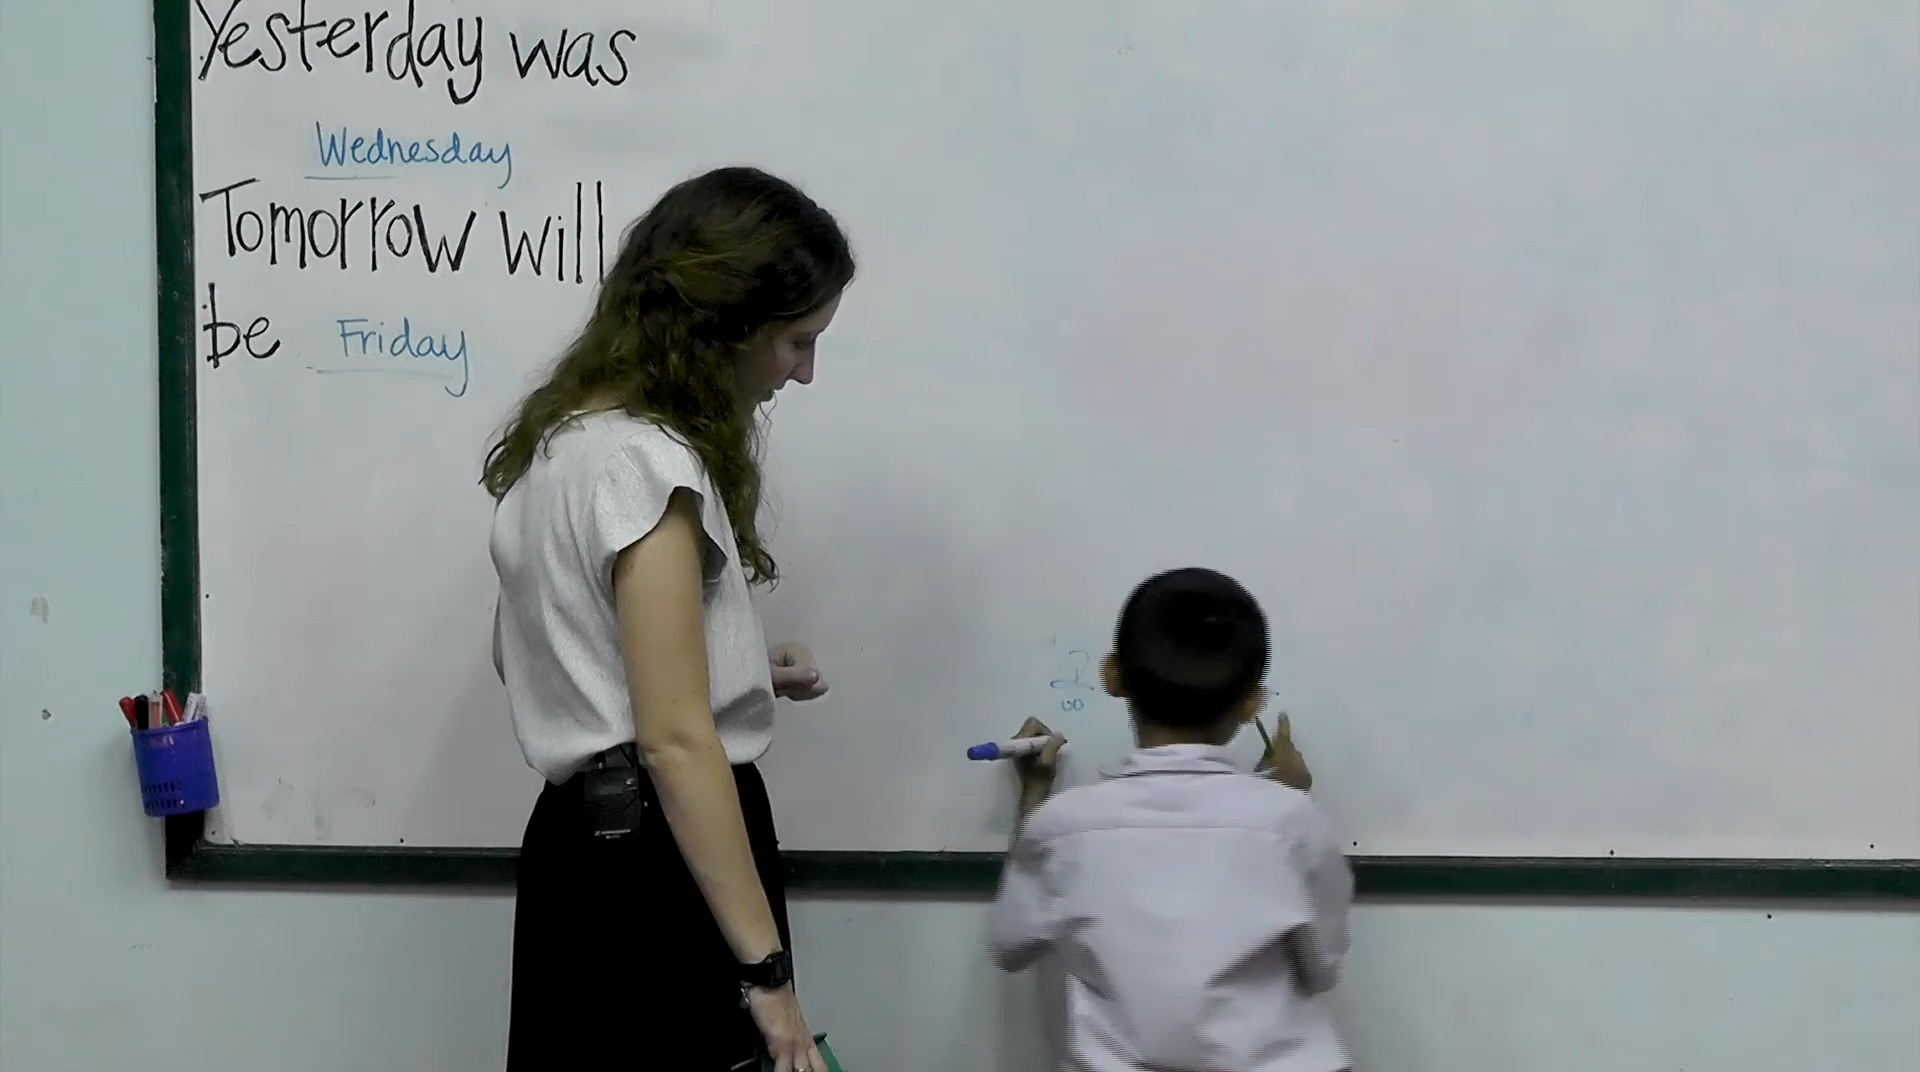 Yesterday was
Wednesday
Tomorrow will
be Friday